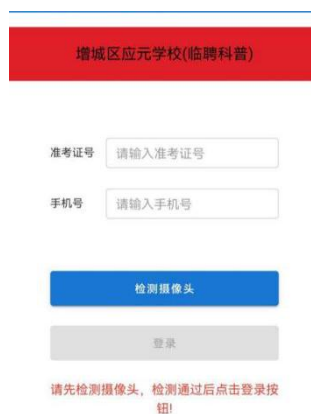 增城区应元学校(临聘科普)
准考证号 请输入准考证号
手机号 请输入手机号
检测摄像头
登录
请先检测摄像头，检测通过后点击登录按
钮!